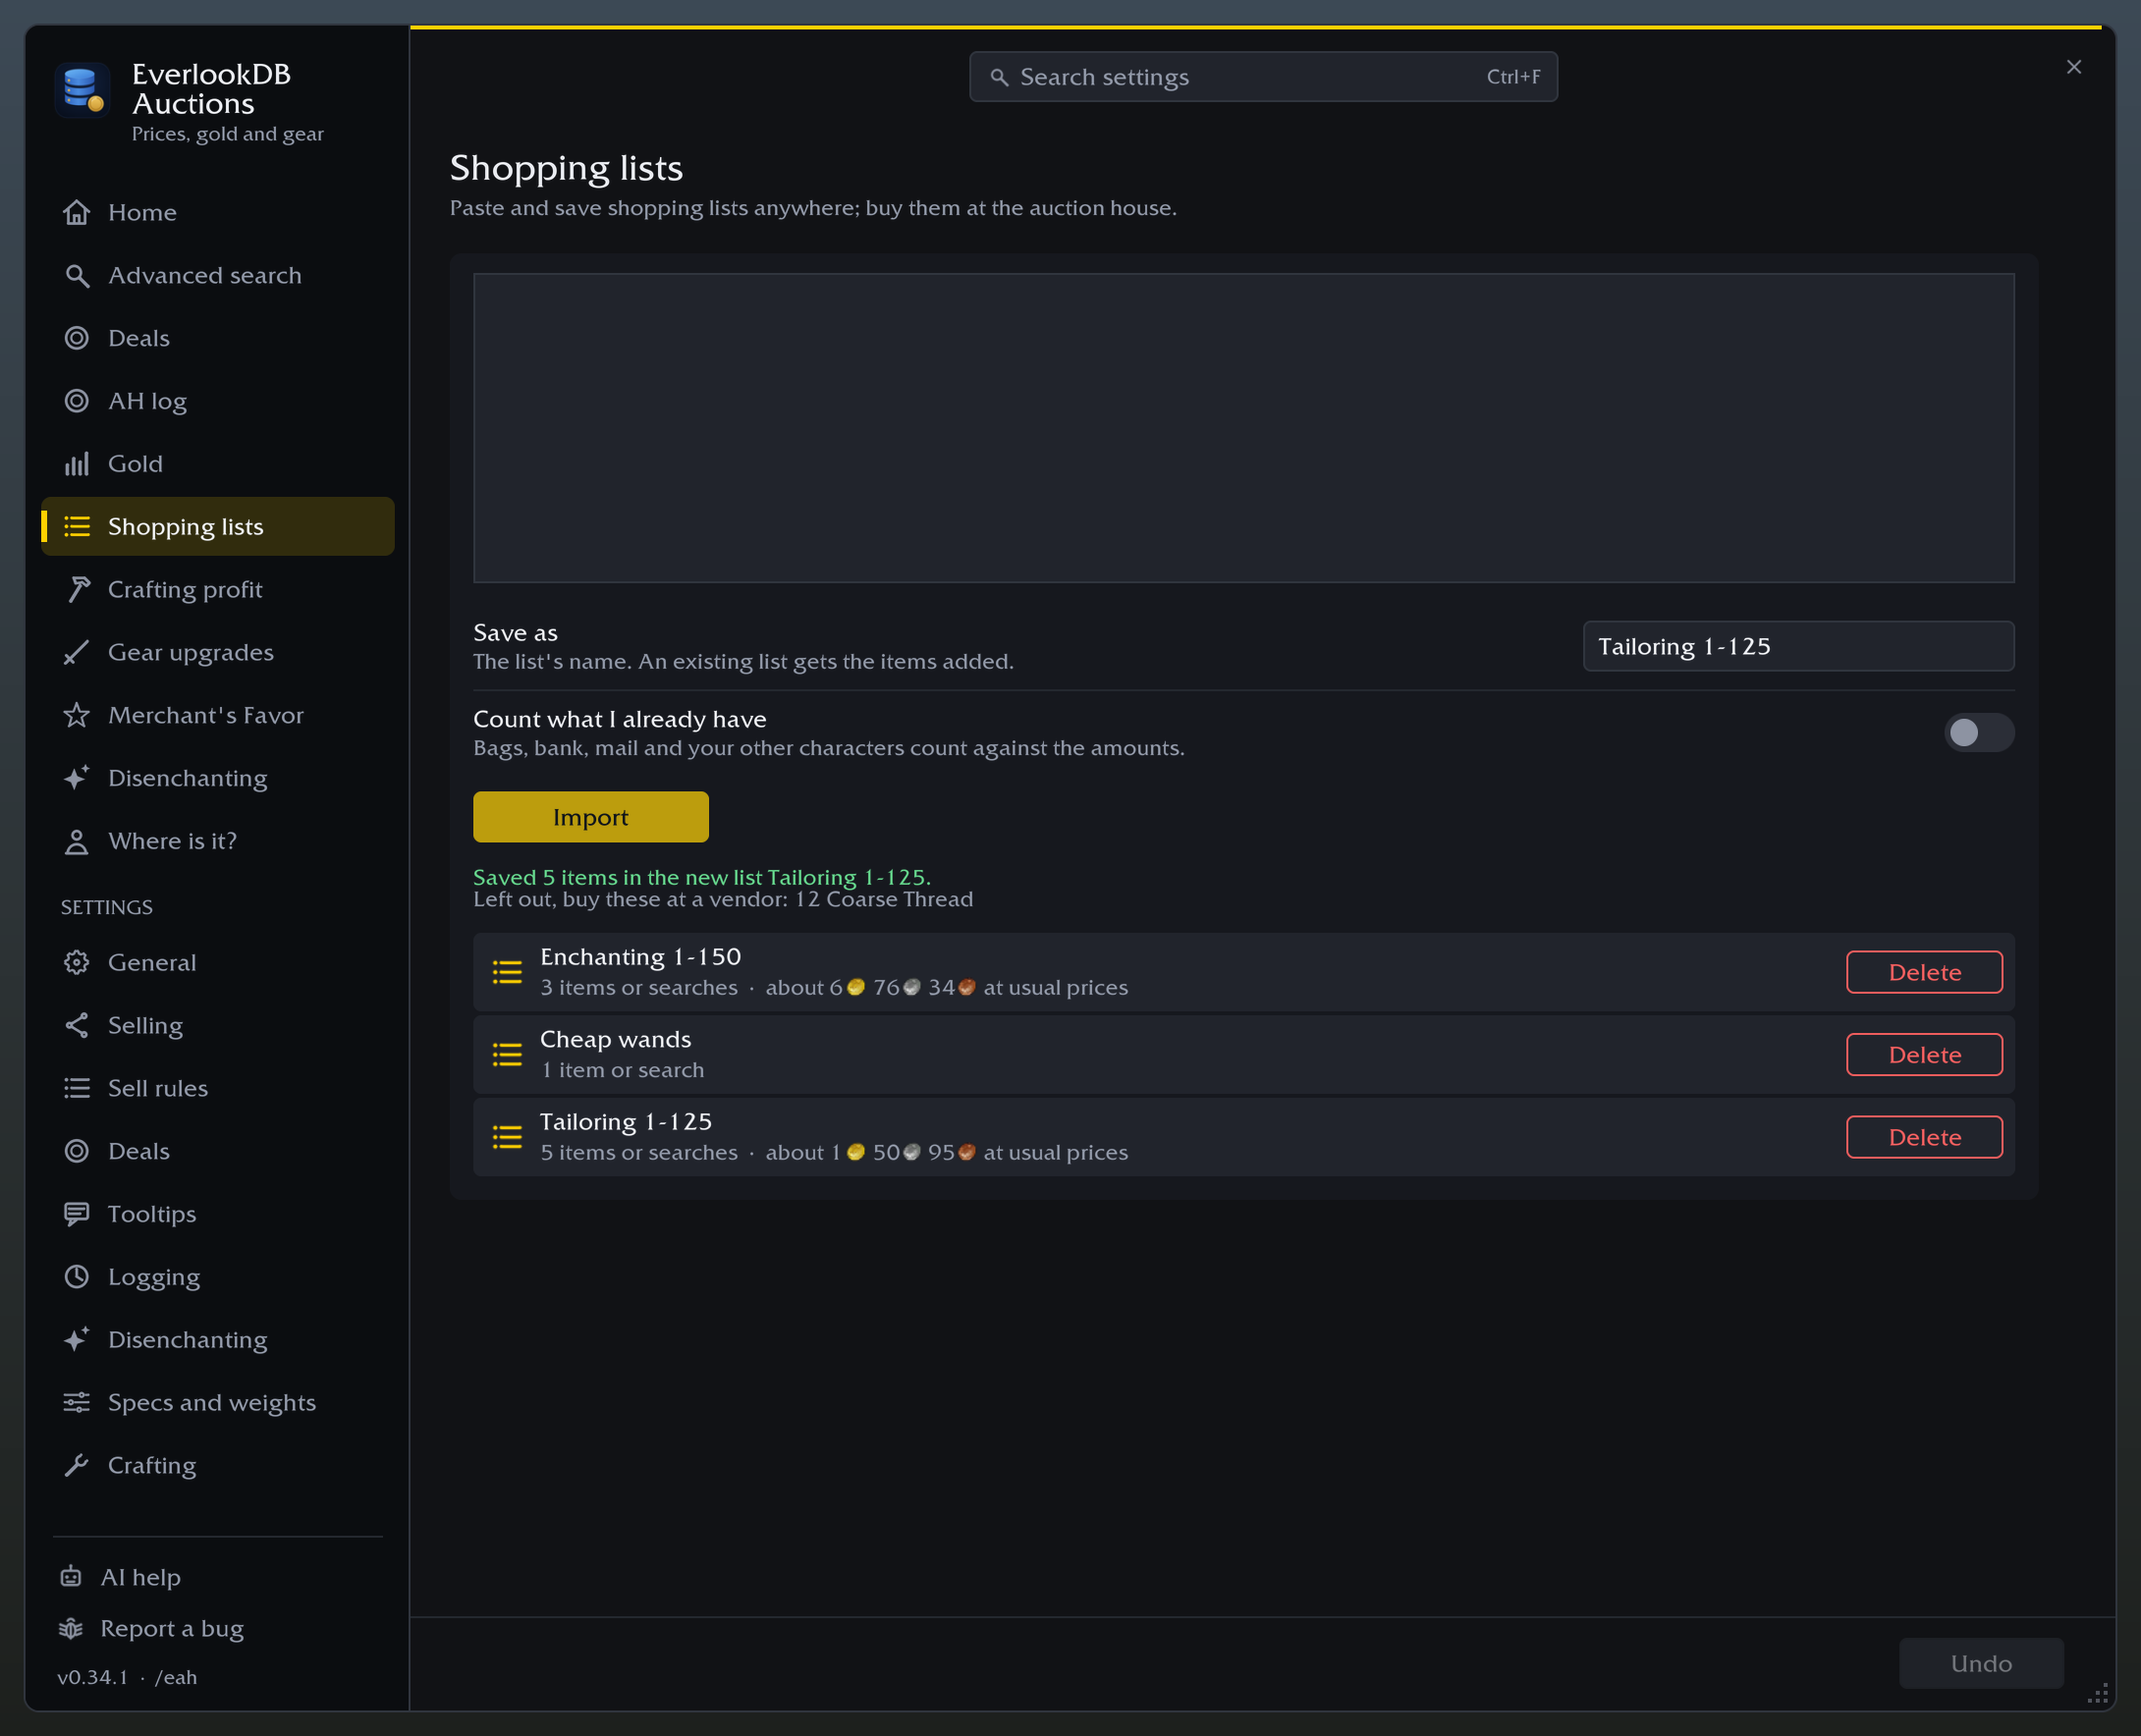 EverlookDB
Auctions
Prices, gold and gear
Home
Advanced search
Deals
AH log
Gold
Shopping lists
Crafting profit
Gear upgrades
Merchant's Favor
Disenchanting
Where is it?
SETTINGS
General
Selling
Sell rules
Deals
Tooltips
Logging
Disenchanting
Specs and weights
Crafting
AI help
Report a bug
v0.34.1 · /eah
Search settings Ctrl+F
Shopping lists
Paste and save shopping lists anywhere; buy them at the auction house.
Save as
The list's name. An existing list gets the items added.
Tailoring 1-125
Count what I already have
Bags, bank, mail and your other characters count against the amounts.
Import
Saved 5 items in the new list Tailoring 1-125.
Left out, buy these at a vendor: 12 Coarse Thread
Enchanting 1-150
3 items or searches · about 6 76 34 at usual prices
Delete
Cheap wands
1 item or search
Delete
Tailoring 1-125
5 items or searches · about 1 50 95 at usual prices
Delete
Undo